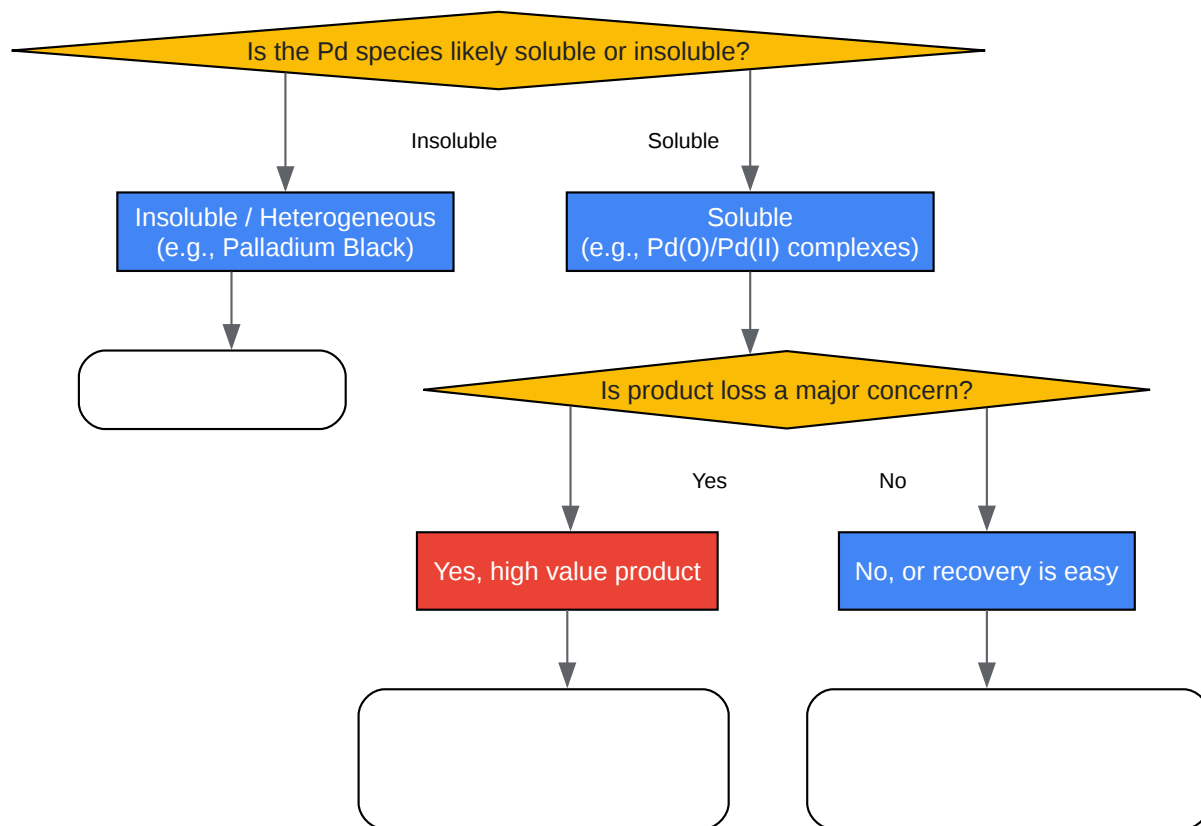 Is the Pd species likely soluble or insoluble?
Insoluble
Soluble
Insoluble / Heterogeneous
(e.g., Palladium Black)
Soluble
(e.g., Pd(0)/Pd(II) complexes)
Is product loss a major concern?
Yes
No
Yes, high value product
No, or recovery is easy